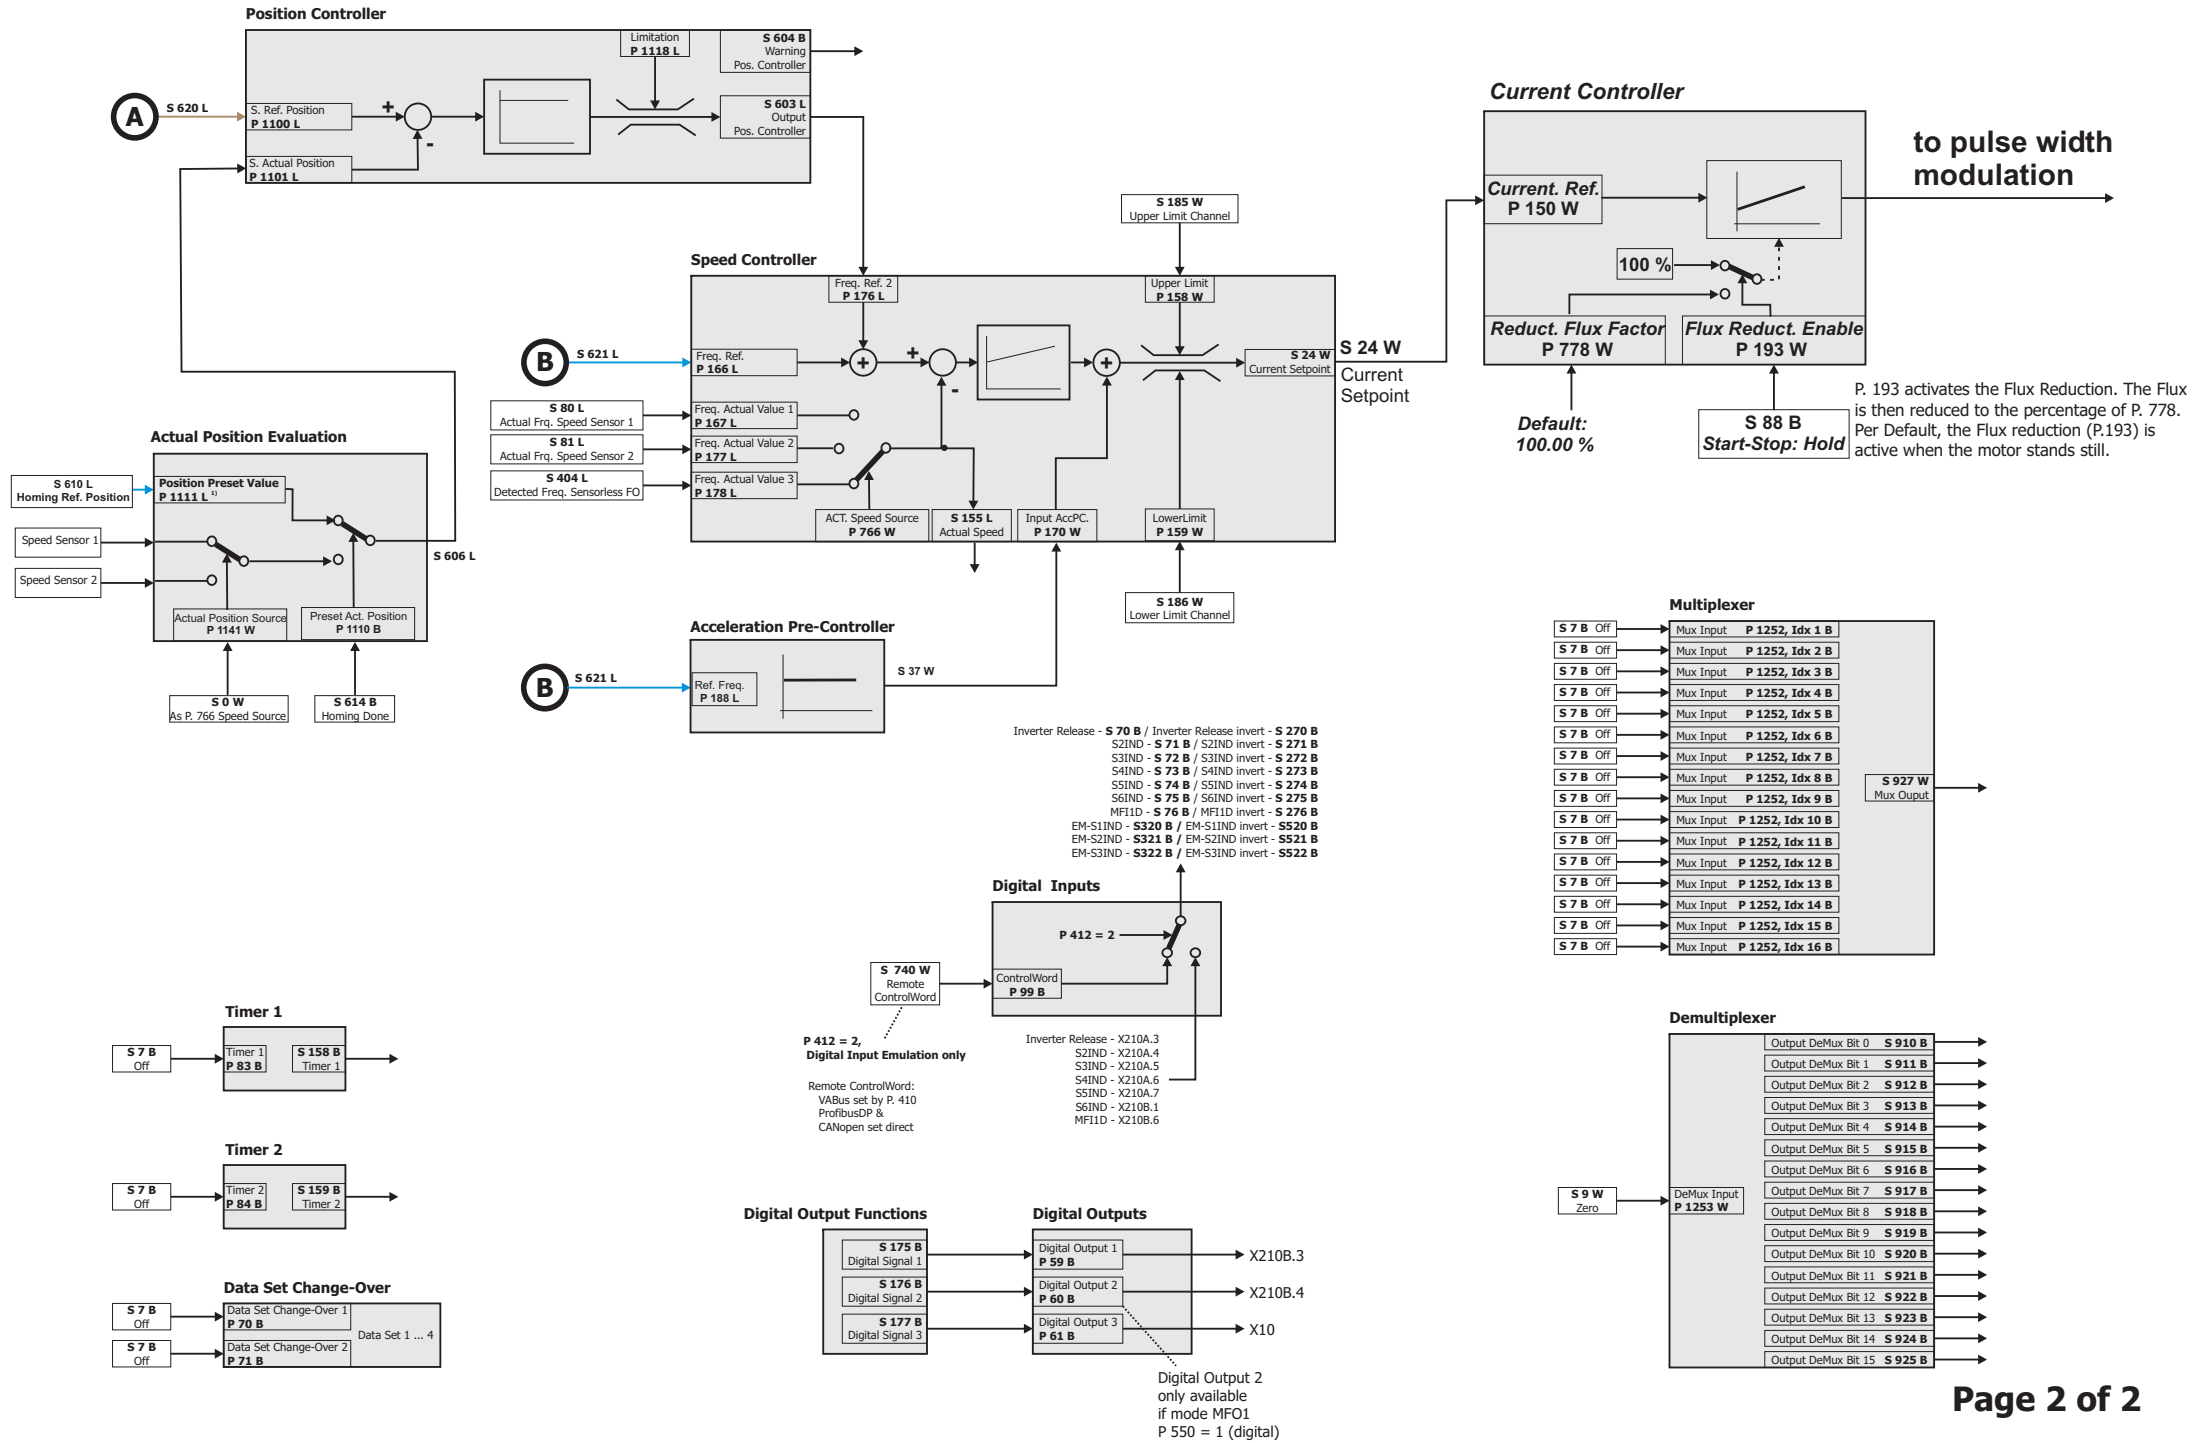 Position Controller
Limitation
P 1118 L
S 604 B
Warning
Pos. Controller
A
S 620 L
S. Ref. Position
P 1100 L
+
-
S 603 L
Output
Pos. Controller
S. Actual Position
P 1101 L
Current Controller
Current. Ref.
P 150 W
to pulse width
modulation
100 %
Reduct. Flux Factor
P 778 W
Flux Reduct. Enable
P 193 W
Default:
100.00 %
S 88 B
Start-Stop: Hold
P. 193 activates the Flux Reduction. The Flux
is then reduced to the percentage of P. 778.
Per Default, the Flux reduction (P.193) is
active when the motor stands still.
S 185 W
Upper Limit Channel
Speed Controller
Freq. Ref. 2
P 176 L
Upper Limit
P 158 W
B
S 621 L
Freq. Ref.
P 166 L
+
+
-
+
S 24 W
Current Setpoint
S 24 W
Current
Setpoint
S 80 L
Actual Frq. Speed Sensor 1
Freq. Actual Value 1
P 167 L
S 81 L
Actual Frq. Speed Sensor 2
Freq. Actual Value 2
P 177 L
S 404 L
Detected Freq. Sensorless FO
Freq. Actual Value 3
P 178 L
ACT. Speed Source
P 766 W
S 155 L
Actual Speed
Input AccPC.
P 170 W
LowerLimit
P 159 W
S 186 W
Lower Limit Channel
Actual Position Evaluation
S 610 L
Homing Ref. Position
Position Preset Value
P 1111 L 1)
Speed Sensor 1
Speed Sensor 2
S 606 L
Actual Position Source
P 1141 W
Preset Act. Position
P 1110 B
S 0 W
As P. 766 Speed Source
S 614 B
Homing Done
Acceleration Pre-Controller
B
S 621 L
Ref. Freq.
P 188 L
S 37 W
Inverter Release - S 70 B / Inverter Release invert - S 270 B
S2IND - S 71 B / S2IND invert - S 271 B
S3IND - S 72 B / S3IND invert - S 272 B
S4IND - S 73 B / S4IND invert - S 273 B
S5IND - S 74 B / S5IND invert - S 274 B
S6IND - S 75 B / S6IND invert - S 275 B
MFI1D - S 76 B / MFI1D invert - S 276 B
EM-S1IND - S320 B / EM-S1IND invert - S520 B
EM-S2IND - S321 B / EM-S2IND invert - S521 B
EM-S3IND - S322 B / EM-S3IND invert - S522 B
Digital Inputs
P 412 = 2
S 740 W
Remote
ControlWord
ControlWord
P 99 B
P 412 = 2,
Digital Input Emulation only
Remote ControlWord:
VABus set by P. 410
ProfibusDP &
CANopen set direct
Inverter Release - X210A.3
S2IND - X210A.4
S3IND - X210A.5
S4IND - X210A.6
S5IND - X210A.7
S6IND - X210B.1
MFI1D - X210B.6
Multiplexer
S 7 B Off Mux Input P 1252, Idx 1 B
S 7 B Off Mux Input P 1252, Idx 2 B
S 7 B Off Mux Input P 1252, Idx 3 B
S 7 B Off Mux Input P 1252, Idx 4 B
S 7 B Off Mux Input P 1252, Idx 5 B
S 7 B Off Mux Input P 1252, Idx 6 B
S 7 B Off Mux Input P 1252, Idx 7 B
S 7 B Off Mux Input P 1252, Idx 8 B
S 7 B Off Mux Input P 1252, Idx 9 B
S 7 B Off Mux Input P 1252, Idx 10 B
S 7 B Off Mux Input P 1252, Idx 11 B
S 7 B Off Mux Input P 1252, Idx 12 B
S 7 B Off Mux Input P 1252, Idx 13 B
S 7 B Off Mux Input P 1252, Idx 14 B
S 7 B Off Mux Input P 1252, Idx 15 B
S 7 B Off Mux Input P 1252, Idx 16 B
S 927 W
Mux Ouput
Timer 1
S 7 B
Off
Timer 1
P 83 B
S 158 B
Timer 1
Timer 2
S 7 B
Off
Timer 2
P 84 B
S 159 B
Timer 2
Data Set Change-Over
S 7 B
Off
Data Set Change-Over 1
P 70 B
S 7 B
Off
Data Set Change-Over 2
P 71 B
Data Set 1 ... 4
Digital Output Functions
S 175 B
Digital Signal 1
S 176 B
Digital Signal 2
S 177 B
Digital Signal 3
Digital Outputs
Digital Output 1
P 59 B
X210B.3
Digital Output 2
P 60 B
X210B.4
Digital Output 3
P 61 B
X10
Digital Output 2
only available
if mode MFO1
P 550 = 1 (digital)
Demultiplexer
S 9 W
Zero
DeMux Input
P 1253 W
Output DeMux Bit 0 S 910 B
Output DeMux Bit 1 S 911 B
Output DeMux Bit 2 S 912 B
Output DeMux Bit 3 S 913 B
Output DeMux Bit 4 S 914 B
Output DeMux Bit 5 S 915 B
Output DeMux Bit 6 S 916 B
Output DeMux Bit 7 S 917 B
Output DeMux Bit 8 S 918 B
Output DeMux Bit 9 S 919 B
Output DeMux Bit 10 S 920 B
Output DeMux Bit 11 S 921 B
Output DeMux Bit 12 S 922 B
Output DeMux Bit 13 S 923 B
Output DeMux Bit 14 S 924 B
Output DeMux Bit 15 S 925 B
Page 2 of 2